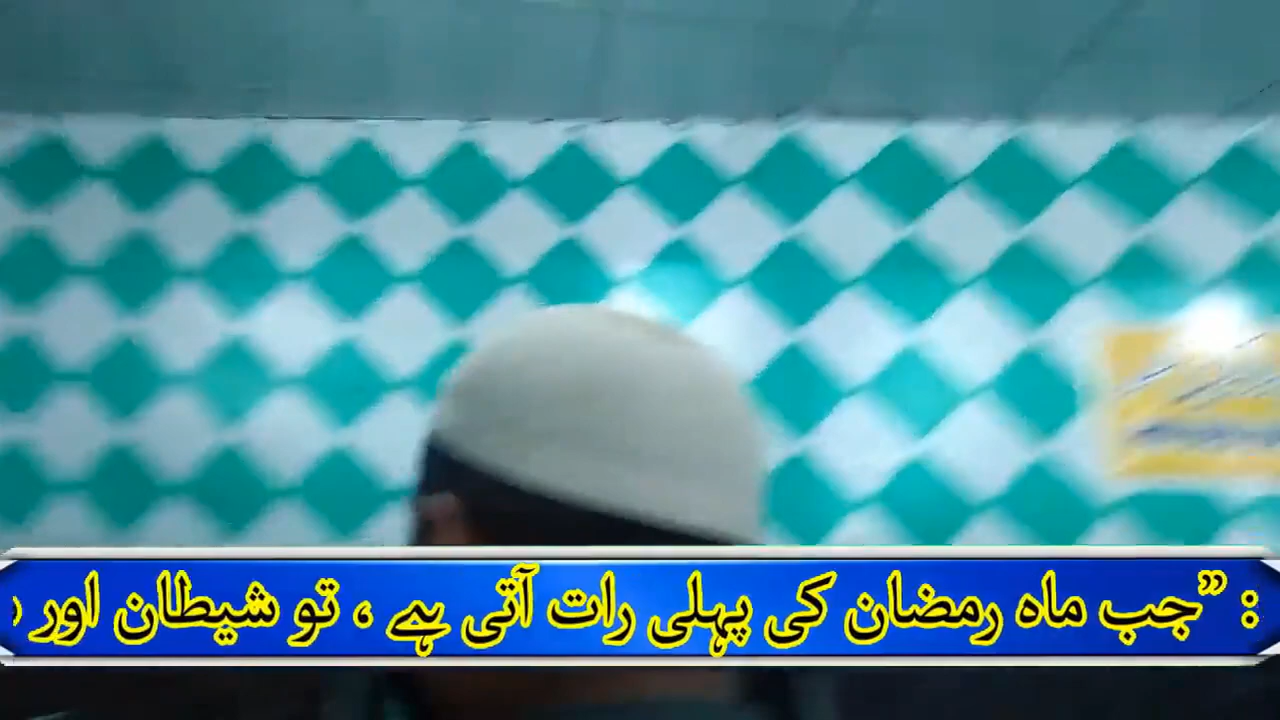 : ”جب ماہ رمضان کی پہلی رات آتی ہے ، تو شیطان اور